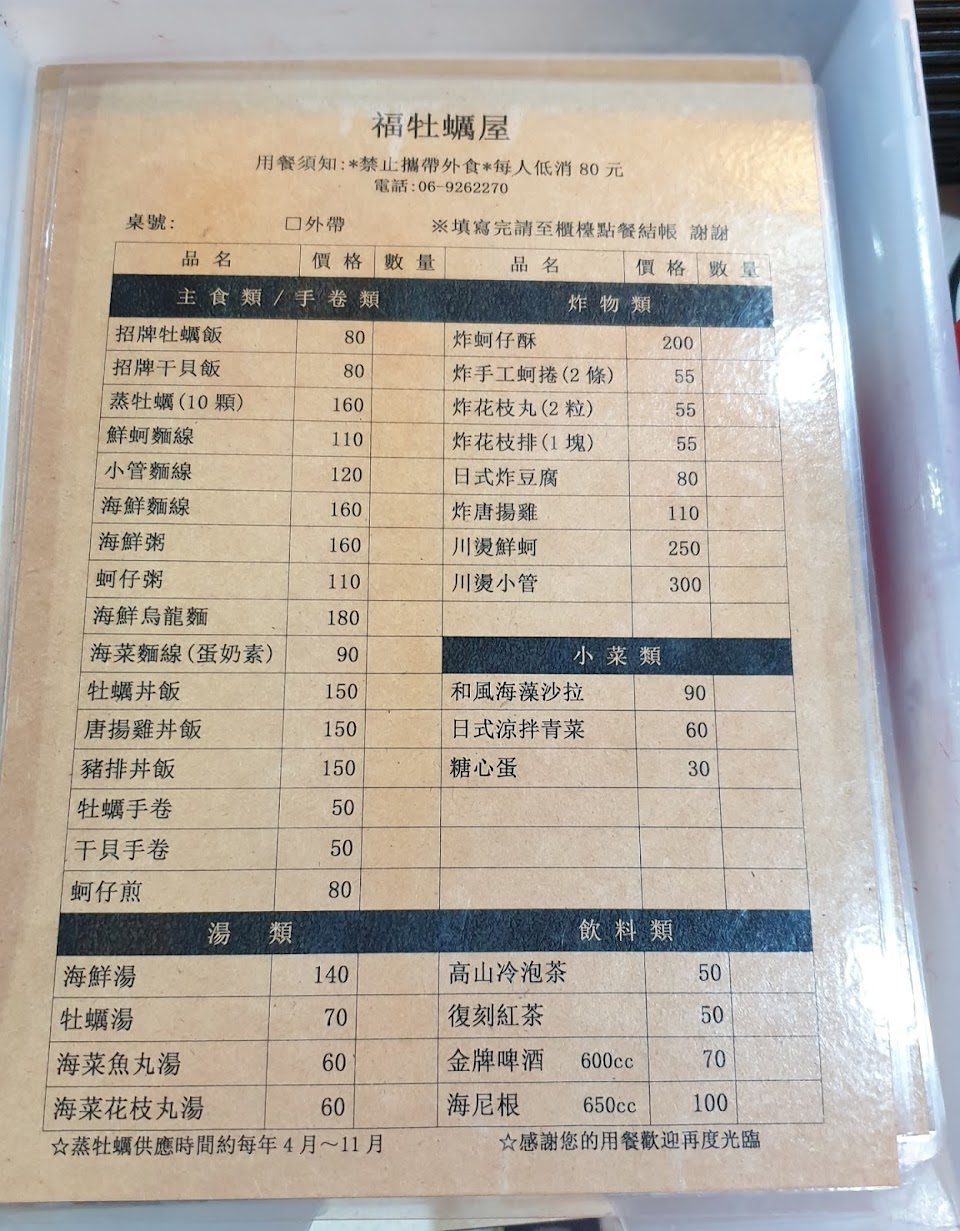 福牡蠣屋
用餐須知:*禁止攜帶外食*每人低消 80 元
電話:06-9262270
桌號: □外帶 ※填寫完請至櫃檯點餐結帳 謝謝
品名 價格 數量 品名 價格 數量
主食類/手卷類 炸物類
招牌牡蠣飯 80 炸蚵仔酥 200
招牌干貝飯 80 炸手工蚵捲(2 條) 55
蒸牡蠣(10 顆) 160 炸花枝丸(2 粒) 55
鮮蚵麵線 110 炸花枝排(1 塊) 55
小管麵線 120 日式炸豆腐 80
海鮮麵線 160 炸唐揚雞 110
海鮮粥 160 川燙鮮蚵 250
蚵仔粥 110 川燙小管 300
海鮮烏龍麵 180
海菜麵線(蛋奶素) 90 小菜類
牡蠣丼飯 150 和風海藻沙拉 90
唐揚雞丼飯 150 日式涼拌青菜 60
豬排丼飯 150 糖心蛋 30
牡蠣手卷 50
干貝手卷 50
蚵仔煎 80
湯類 飲料類
海鮮湯 140 高山冷泡茶 50
牡蠣湯 70 復刻紅茶 50
海菜魚丸湯 60 金牌啤酒 600cc 70
海菜花枝丸湯 60 海尼根 650cc 100
☆蒸牡蠣供應時間約每年 4 月～11 月 ☆感謝您的用餐歡迎再度光臨